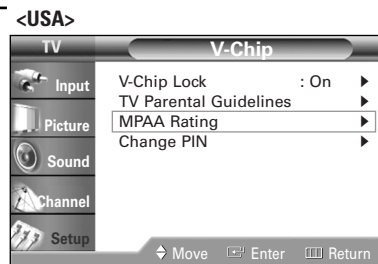 <USA>
TV
V-Chip
Input
Picture
Sound
Channel
Setup
V-Chip Lock : On
TV Parental Guidelines
MPAA Rating
Change PIN
Move Enter Return